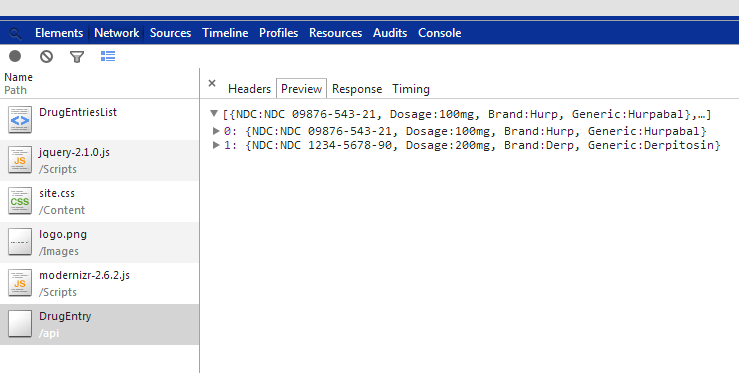 Elements Network Sources Timeline Profiles Resources Audits Console
Name
Path
DrugEntriesList
jquery-2.1.0.js
/Scripts
site.css
/Content
logo.png
/Images
modernizr-2.6.2.js
/Scripts
DrugEntry
/api
× Headers Preview Response Timing
▼[{NDC:NDC 09876-543-21, Dosage:100mg, Brand:Hurp, Generic:Hurpabal},…]
▶0: {NDC:NDC 09876-543-21, Dosage:100mg, Brand:Hurp, Generic:Hurpabal}
▶1: {NDC:NDC 1234-5678-90, Dosage:200mg, Brand:Derp, Generic:Derpitosin}
<>
JS
CSS
JS